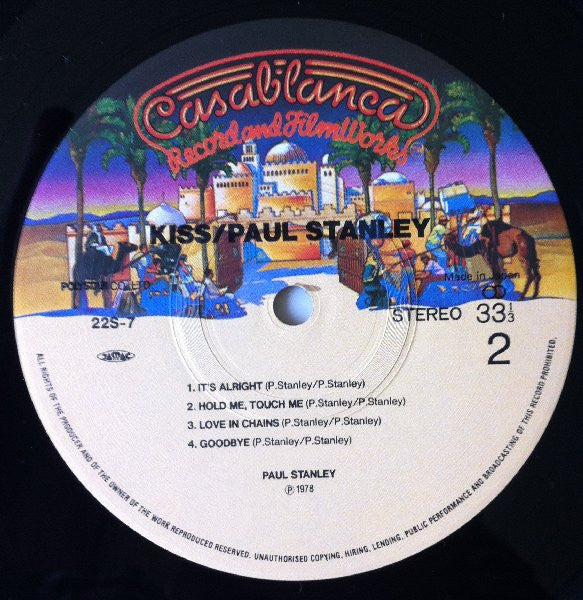 Casablanca
Record and FilmWorks
KISS/PAUL STANLEY
Made in Japan
22S-7
STEREO 33⅓
JASRAC
2
1. IT'S ALRIGHT (P.Stanley/P.Stanley)
2. HOLD ME, TOUCH ME (P.Stanley/P.Stanley)
3. LOVE IN CHAINS (P.Stanley/P.Stanley)
4. GOODBYE (P.Stanley/P.Stanley)
PAUL STANLEY
Ⓟ 1978
ALL RIGHTS OF THE PRODUCER AND OF THE OWNER OF THE WORK REPRODUCED RESERVED. UNAUTHORISED COPYING, HIRING, LENDING, PUBLIC PERFORMANCE AND BROADCASTING OF THIS RECORD PROHIBITED.